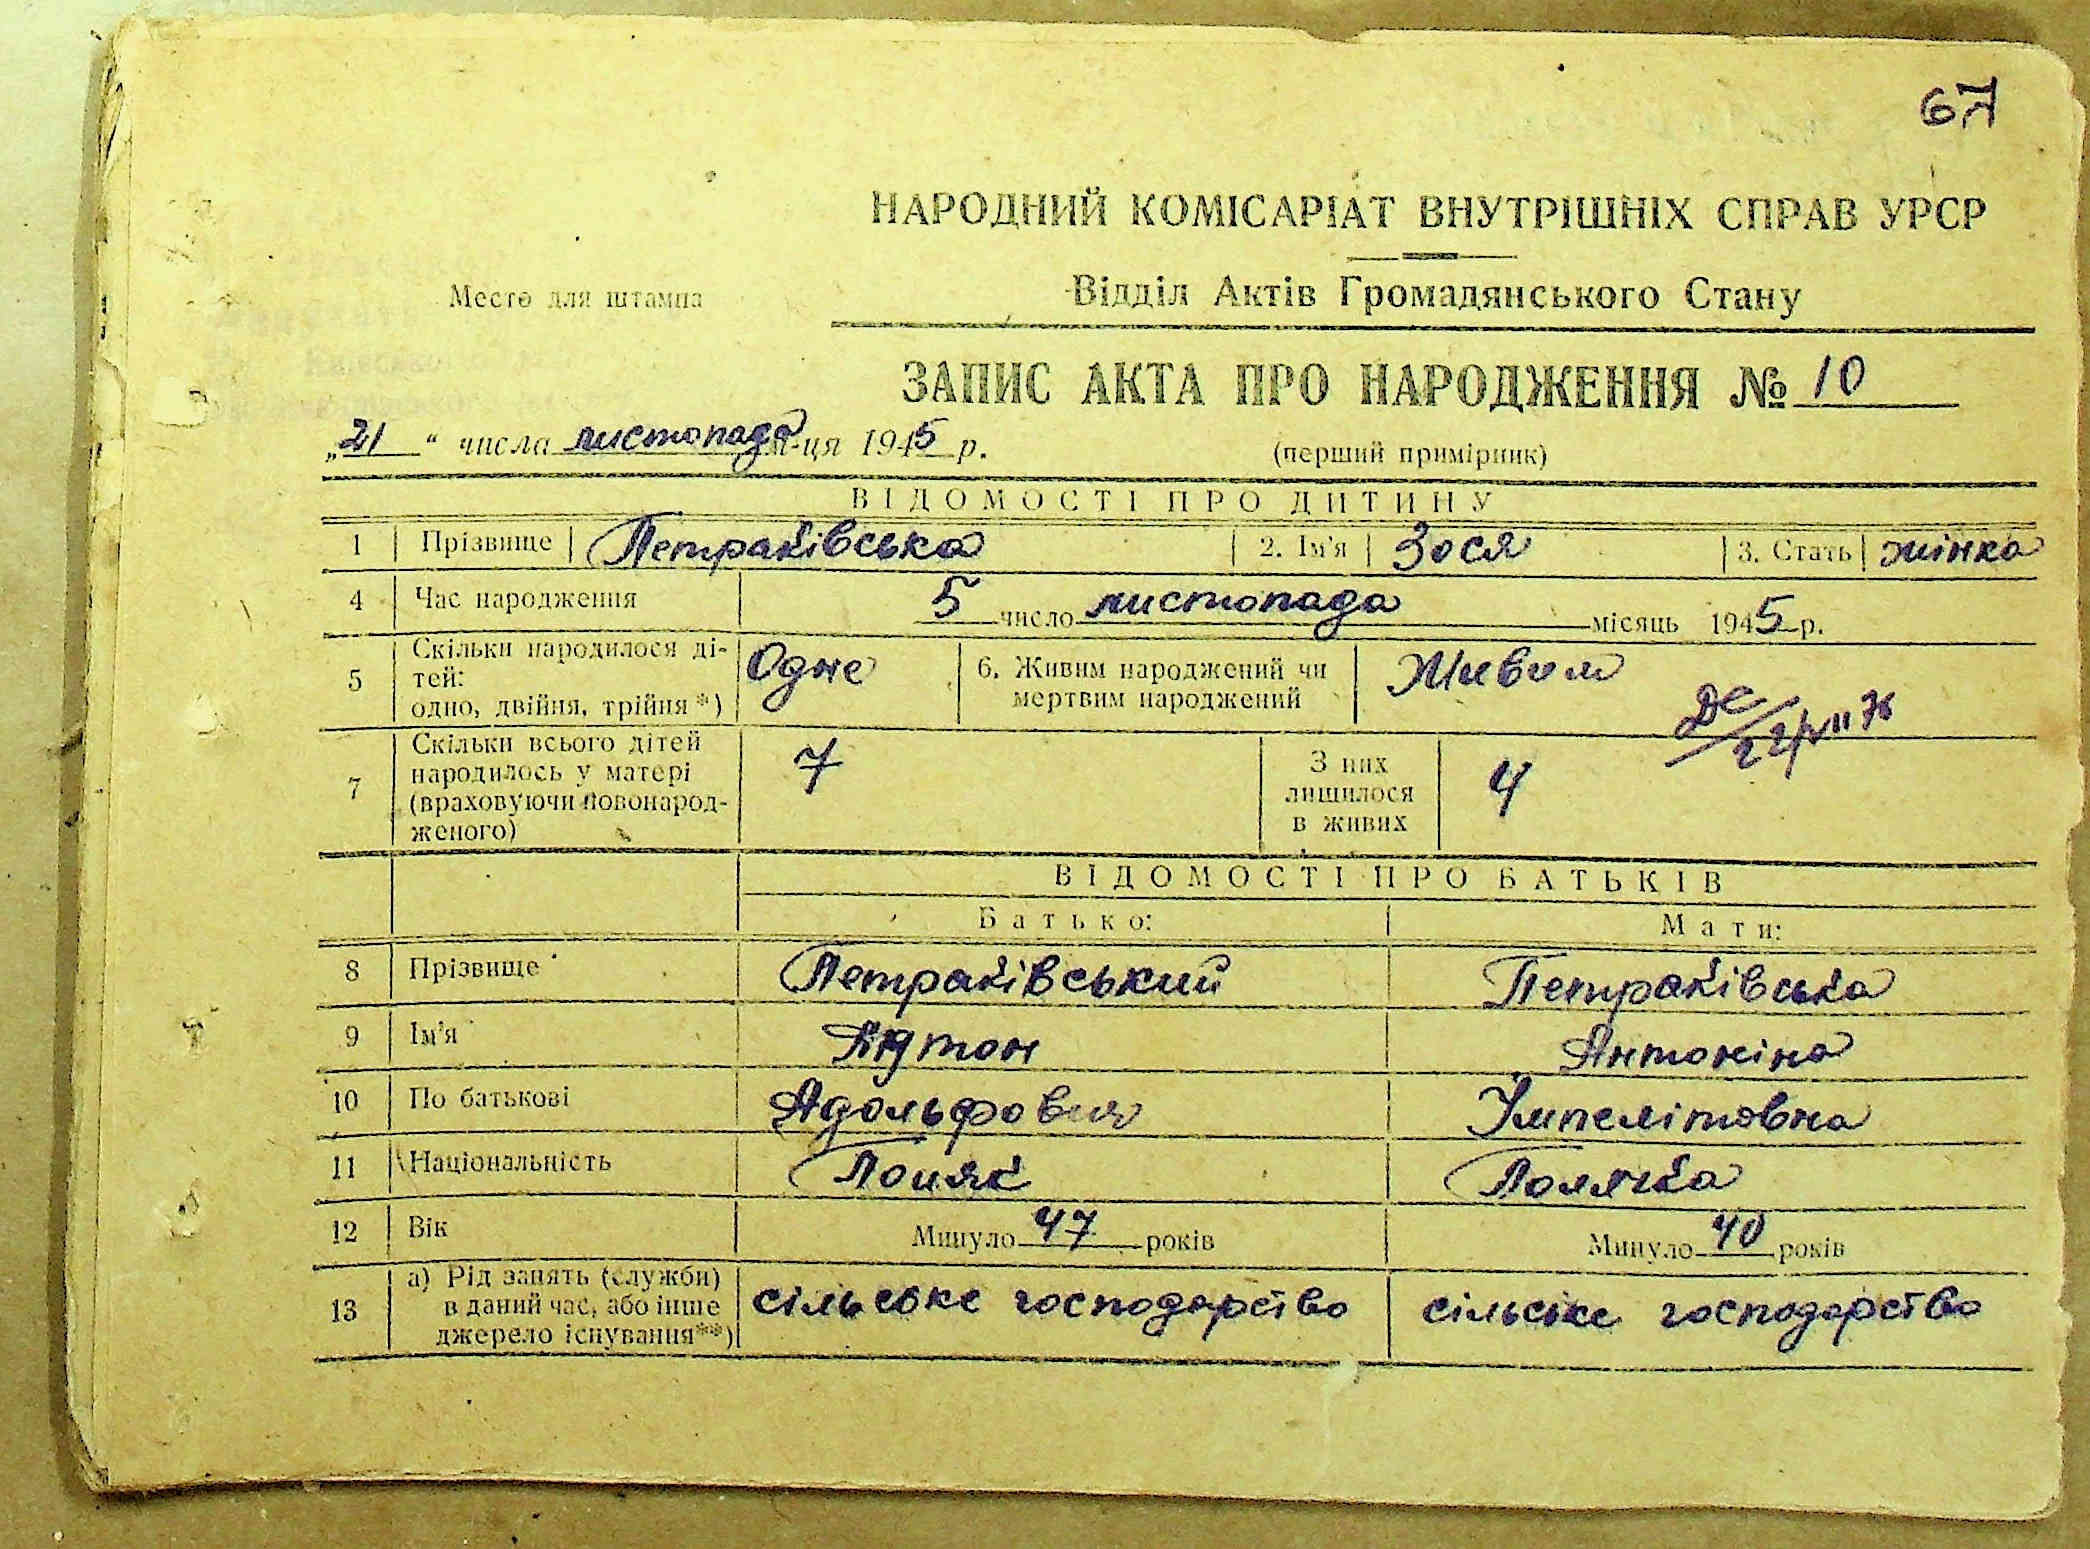 67
НАРОДНИЙ КОМІСАРІАТ ВНУТРІШНІХ СПРАВ УРСР
Место для штампа
Відділ Актів Громадянського Стану
ЗАПИС АКТА ПРО НАРОДЖЕННЯ № 10
„21“ числа листопада м-ця 1945 р. (перший примірник)
ВІДОМОСТІ ПРО ДИТИНУ
1 Прізвище Петраківська 2. Ім'я Зося 3. Стать жінка
4 Час народження 5 число листопада місяць 1945 р.
5 Скільки народилося ді-
тей:
одно, двійня, трійня *) Одне 6. Живим народжений чи
мертвим народжений Живом
7 Скільки всього дітей
народилось у матері
(враховуючи новонарод-
женого) 7 З них
лишилося
в живих 4
ВІДОМОСТІ ПРО БАТЬКІВ
Батько: Мати:
8 Прізвище Петраківський Петраківська
9 Ім'я Антон Антоніна
10 По батькові Адольфович Імпелітовна
11 Національність Поляк Полячка
12 Вік Минуло 47 років Минуло 40 років
13 а) Рід занять (служби)
в даний час, або інше
джерело існування**) сільське господарство сільське господарство